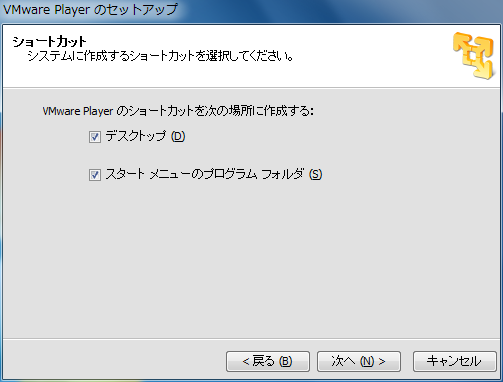 VMware Player のセットアップ
ショートカット
システムに作成するショートカットを選択してください。
VMware Player のショートカットを次の場所に作成する:
デスクトップ (D)
スタート メニューのプログラム フォルダ (S)
< 戻る (B)
次へ (N) >
キャンセル